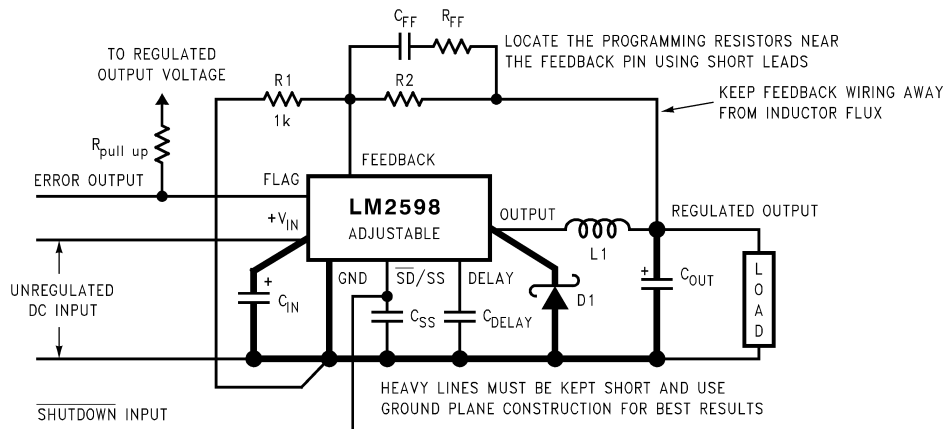 C_FF
R_FF
LOCATE THE PROGRAMMING RESISTORS NEAR
THE FEEDBACK PIN USING SHORT LEADS
TO REGULATED
OUTPUT VOLTAGE
R1
1k
R2
KEEP FEEDBACK WIRING AWAY
FROM INDUCTOR FLUX
R_pull up
FEEDBACK
ERROR OUTPUT
FLAG
LM2598
ADJUSTABLE
+V_IN
OUTPUT
REGULATED OUTPUT
L1
GND
S̅D̅/SS
DELAY
UNREGULATED
DC INPUT
+
C_IN
C_SS
C_DELAY
D1
+
C_OUT
LOAD
HEAVY LINES MUST BE KEPT SHORT AND USE
GROUND PLANE CONSTRUCTION FOR BEST RESULTS
S̅H̅U̅T̅D̅O̅W̅N̅ INPUT